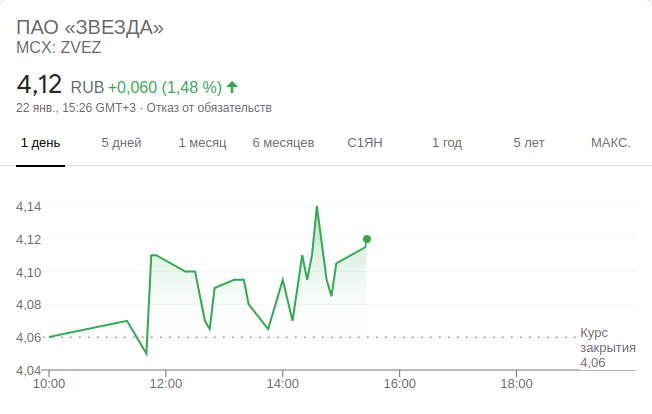 ПАО «ЗВЕЗДА»
MCX: ZVEZ
4,12 RUB +0,060 (1,48 %)
22 янв., 15:26 GMT+3 · Отказ от обязательств
1 день 5 дней 1 месяц 6 месяцев С1ЯН 1 год 5 лет МАКС.
4,14
4,12
4,10
4,08
4,06
Курс
закрытия
4,06
4,04
10:00 12:00 14:00 16:00 18:00